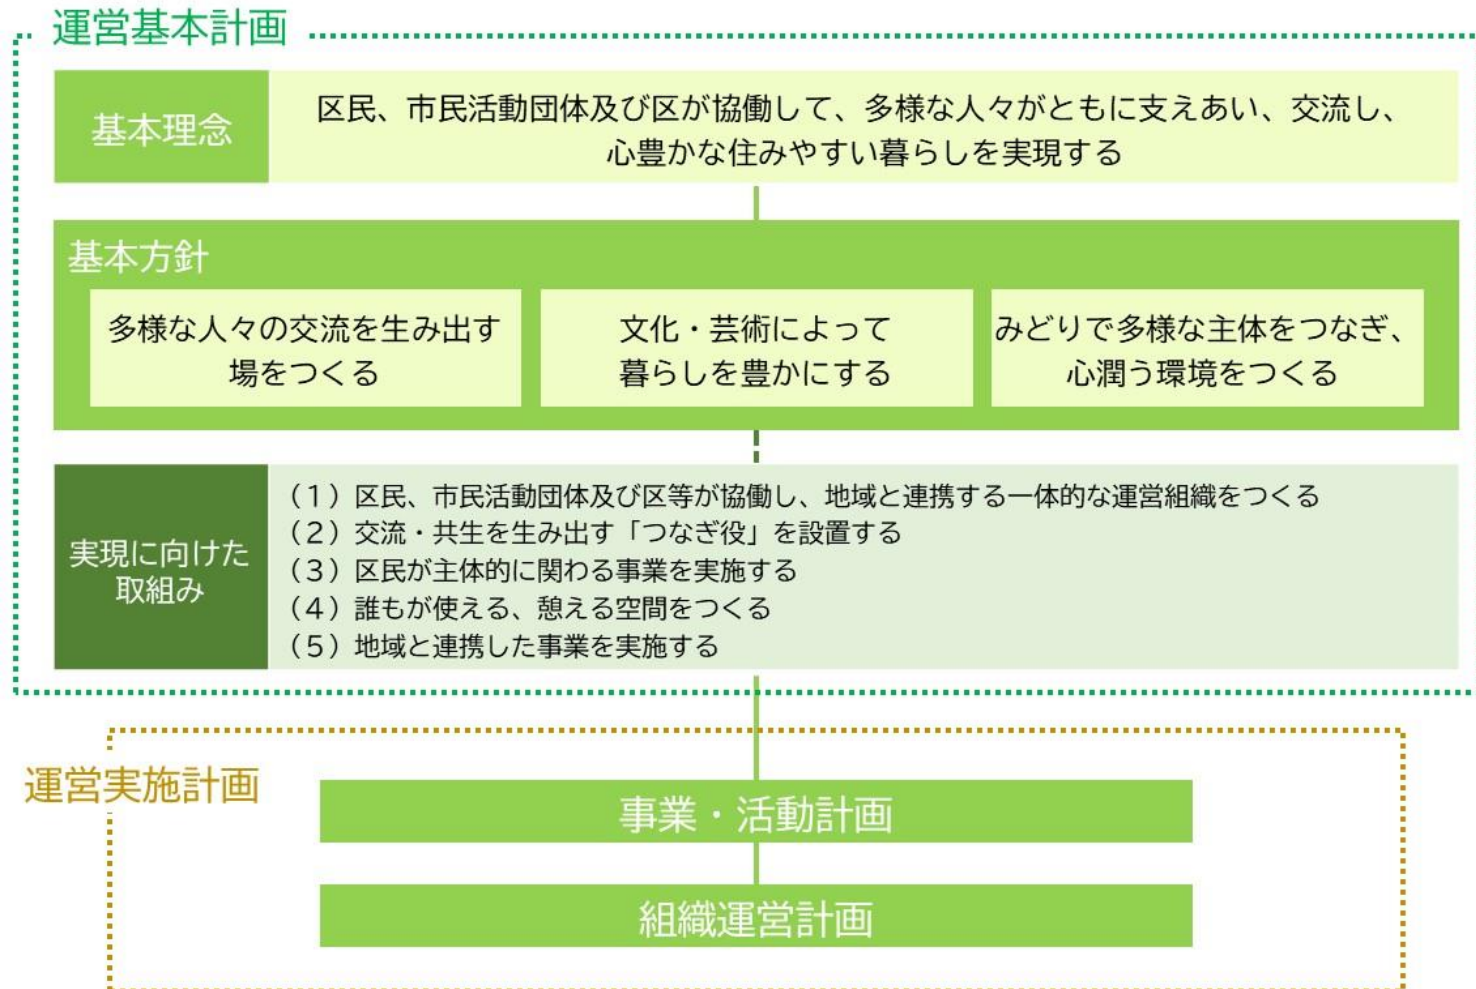 運営基本計画
基本理念
区民、市民活動団体及び区が協働して、多様な人々がともに支えあい、交流し、
心豊かな住みやすい暮らしを実現する
基本方針
多様な人々の交流を生み出す
場をつくる
文化・芸術によって
暮らしを豊かにする
みどりで多様な主体をつなぎ、
心潤う環境をつくる
実現に向けた
取組み
（1）区民、市民活動団体及び区等が協働し、地域と連携する一体的な運営組織をつくる
（2）交流・共生を生み出す「つなぎ役」を設置する
（3）区民が主体的に関わる事業を実施する
（4）誰もが使える、憩える空間をつくる
（5）地域と連携した事業を実施する
運営実施計画
事業・活動計画
組織運営計画